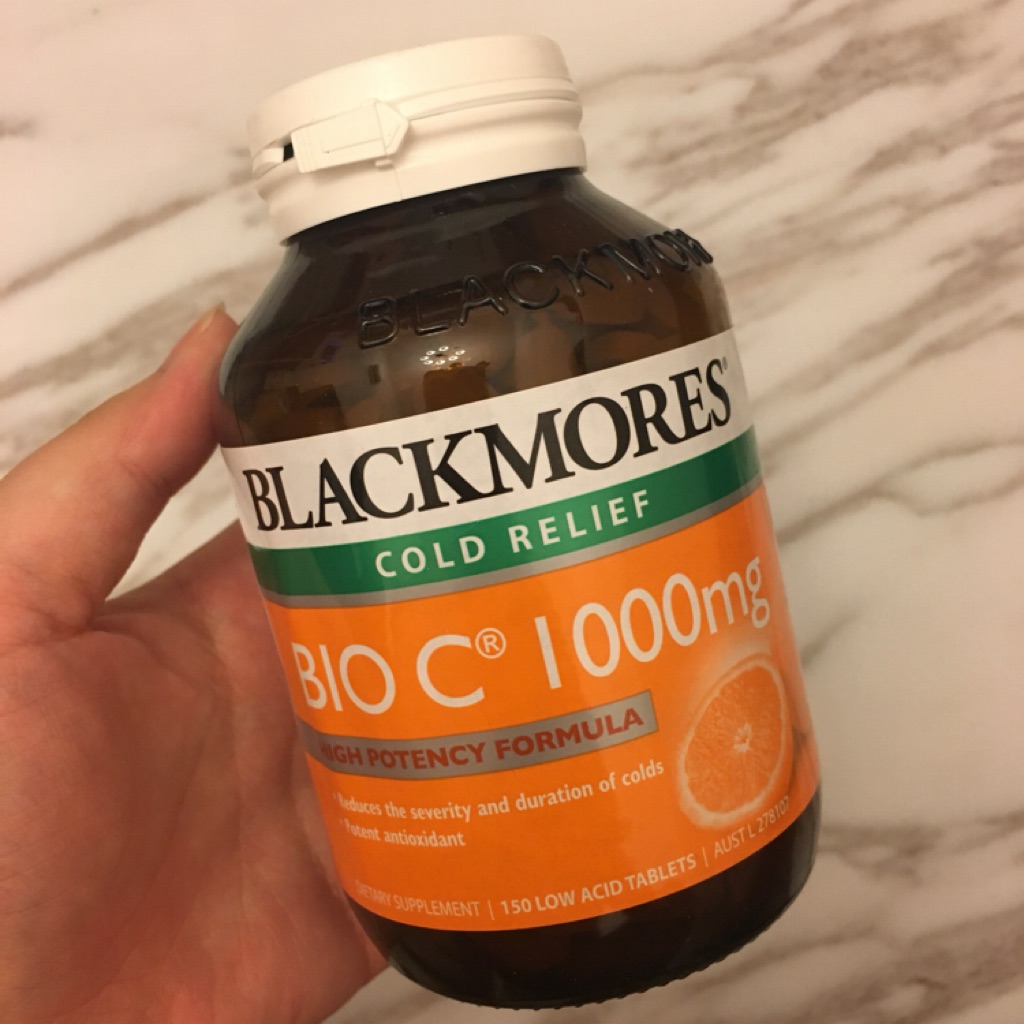 BLACKMOR
BLACKMORES®
COLD RELIEF
BIO C® 1000mg
HIGH POTENCY FORMULA
• Reduces the severity and duration of colds
• Potent antioxidant
DIETARY SUPPLEMENT | 150 LOW ACID TABLETS | AUST L 278107